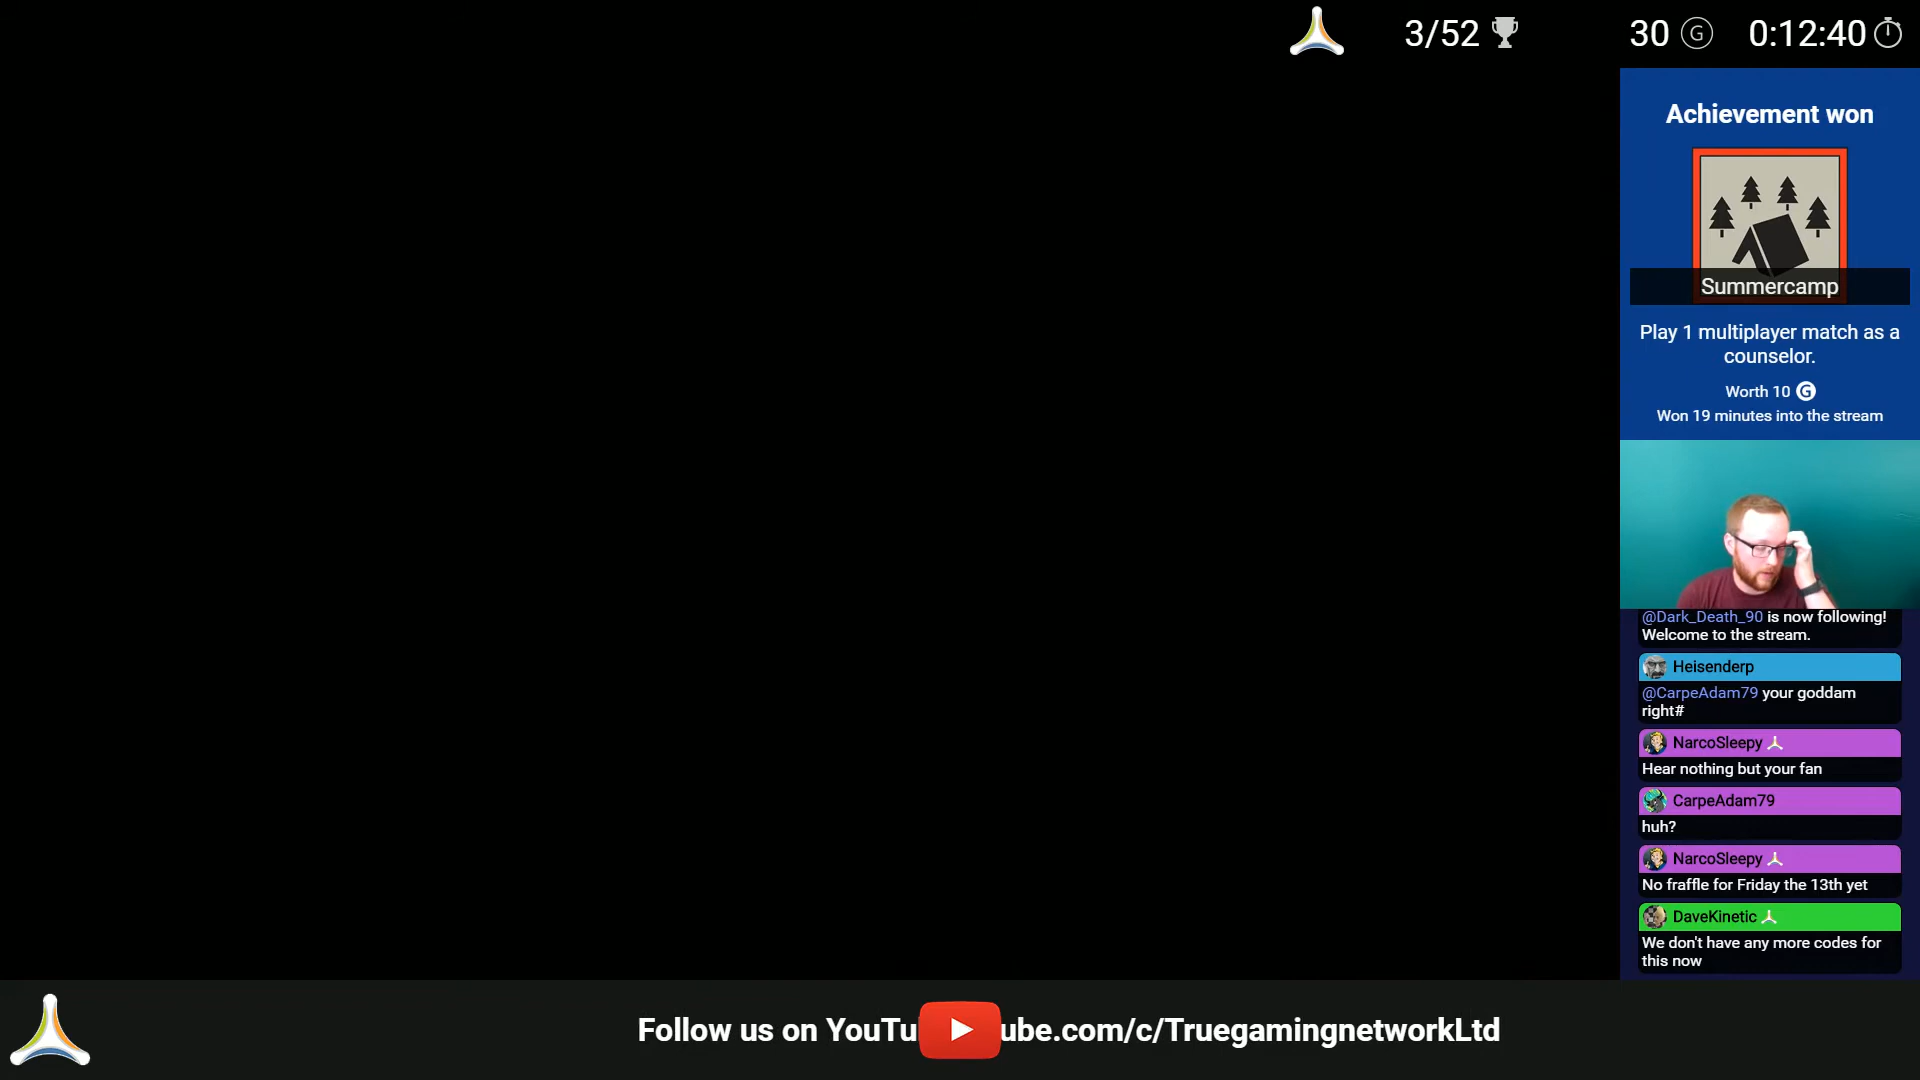 3/52
30 G
0:12:40
Achievement won
Summercamp
Play 1 multiplayer match as a
counselor.
Worth 10 G
Won 19 minutes into the stream
@Dark_Death_90 is now following!
Welcome to the stream.
Heisenderp
@CarpeAdam79 your goddam
right#
NarcoSleepy
Hear nothing but your fan
CarpeAdam79
huh?
NarcoSleepy
No fraffle for Friday the 13th yet
DaveKinetic
We don't have any more codes for
this now
Follow us on YouTu ube.com/c/TruegamingnetworkLtd